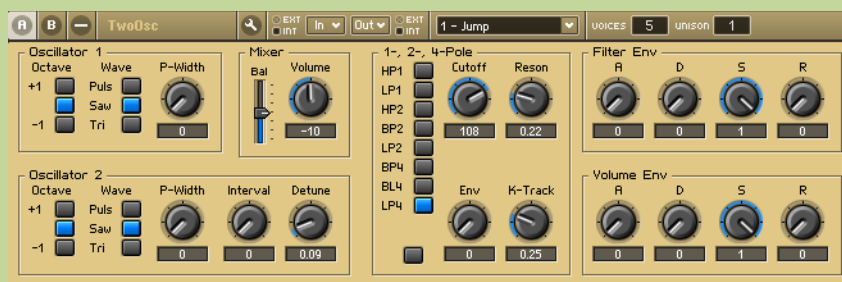 A B TwoOsc EXT INT In Out EXT INT 1 - Jump VOICES 5 UNISON 1
Oscillator 1
Octave Wave P-Width
+1 Puls
Saw
-1 Tri
0
Mixer
Bal Volume
-10
1-, 2-, 4-Pole
HP1
LP1
HP2
BP2
LP2
BP4
BL4
LP4
Cutoff Reson
108 0.22
Env K-Track
0 0.25
Filter Env
A D S R
0 0 1 0
Oscillator 2
Octave Wave P-Width Interval Detune
+1 Puls
Saw
-1 Tri
0 0 0.09
Volume Env
A D S R
0 0 1 0